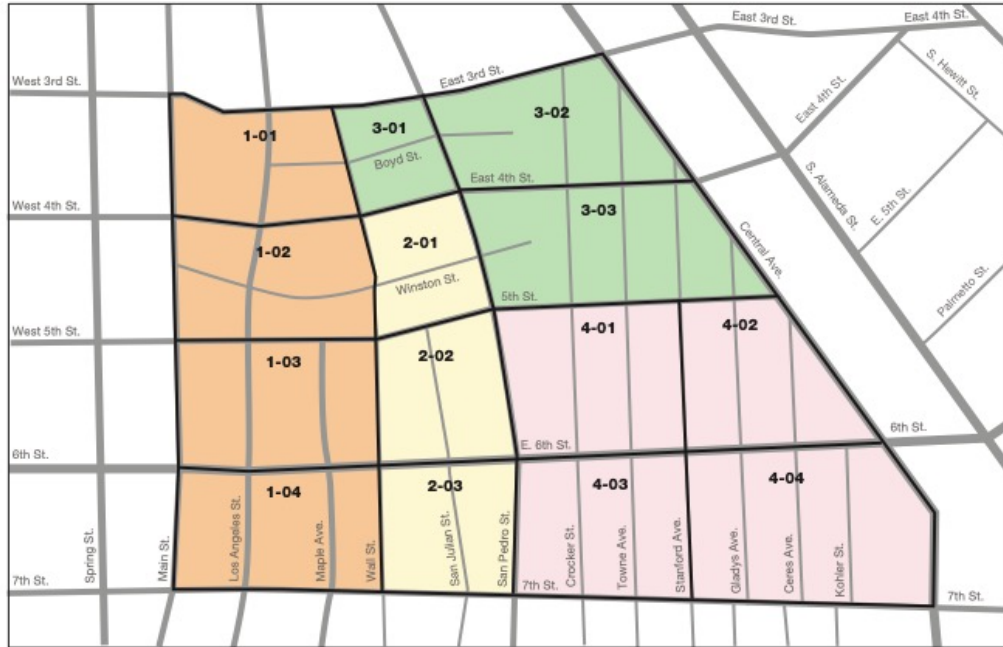 East 3rd St.
East 4th St.
West 3rd St.
East 3rd St.
S. Hewitt St.
East 4th St.
1-01
3-01
3-02
Boyd St.
East 4th St.
S. Alameda St.
E. 5th St.
West 4th St.
3-03
1-02
2-01
Central Ave.
Winston St.
5th St.
Palmetto St.
West 5th St.
4-01
4-02
1-03
2-02
6th St.
E. 6th St.
6th St.
1-04
2-03
4-03
4-04
Spring St.
Main St.
Los Angeles St.
Maple Ave.
Wall St.
San Julian St.
San Pedro St.
Crocker St.
Towne Ave.
Stanford Ave.
Gladys Ave.
Ceres Ave.
Kohler St.
7th St.
7th St.
7th St.